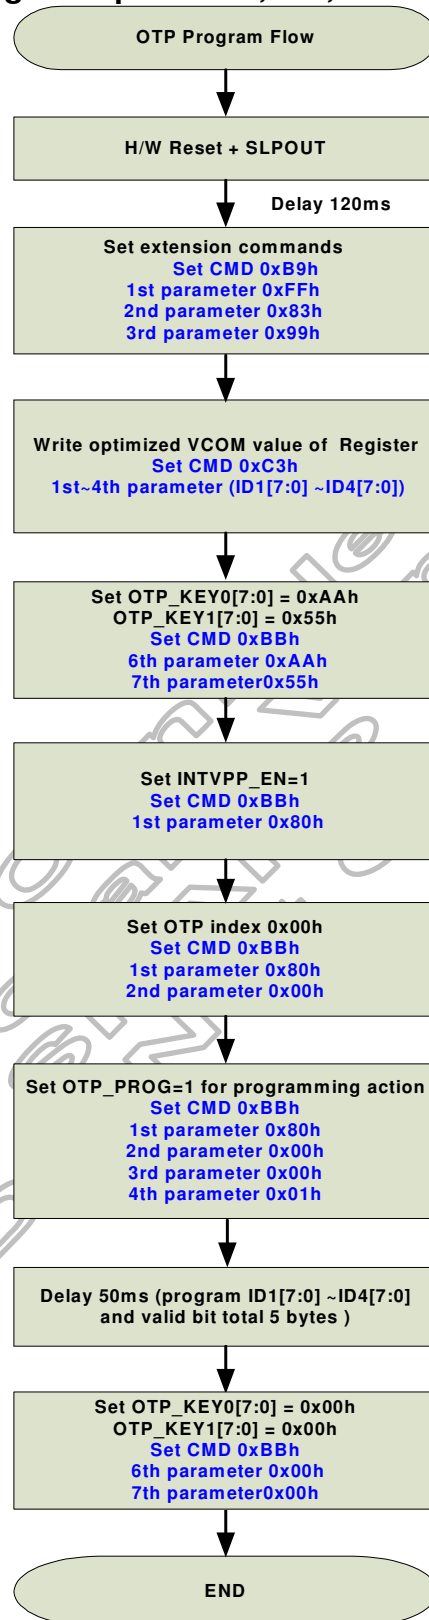 OTP Program Flow
H/W Reset + SLPOUT
Delay 120ms
Set extension commands
Set CMD 0xB9h
1st parameter 0xFFh
2nd parameter 0x83h
3rd parameter 0x99h
Write optimized VCOM value of Register
Set CMD 0xC3h
1st~4th parameter (ID1[7:0] ~ID4[7:0])
Set OTP_KEY0[7:0] = 0xAAh
OTP_KEY1[7:0] = 0x55h
Set CMD 0xBBh
6th parameter 0xAAh
7th parameter0x55h
Set INTVPP_EN=1
Set CMD 0xBBh
1st parameter 0x80h
Set OTP index 0x00h
Set CMD 0xBBh
1st parameter 0x80h
2nd parameter 0x00h
Set OTP_PROG=1 for programming action
Set CMD 0xBBh
1st parameter 0x80h
2nd parameter 0x00h
3rd parameter 0x00h
4th parameter 0x01h
Delay 50ms (program ID1[7:0] ~ID4[7:0]
and valid bit total 5 bytes )
Set OTP_KEY0[7:0] = 0x00h
OTP_KEY1[7:0] = 0x00h
Set CMD 0xBBh
6th parameter 0x00h
7th parameter0x00h
END